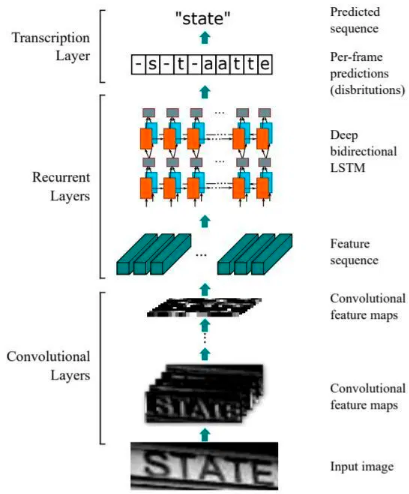 Transcription
Layer
"state"
Predicted
sequence
-s-t-aatte
Per-frame
predictions
(disbritutions)
Recurrent
Layers
...
...
Deep
bidirectional
LSTM
...
Feature
sequence
Convolutional
Layers
Convolutional
feature maps
...
STATE
Convolutional
feature maps
STATE
Input image